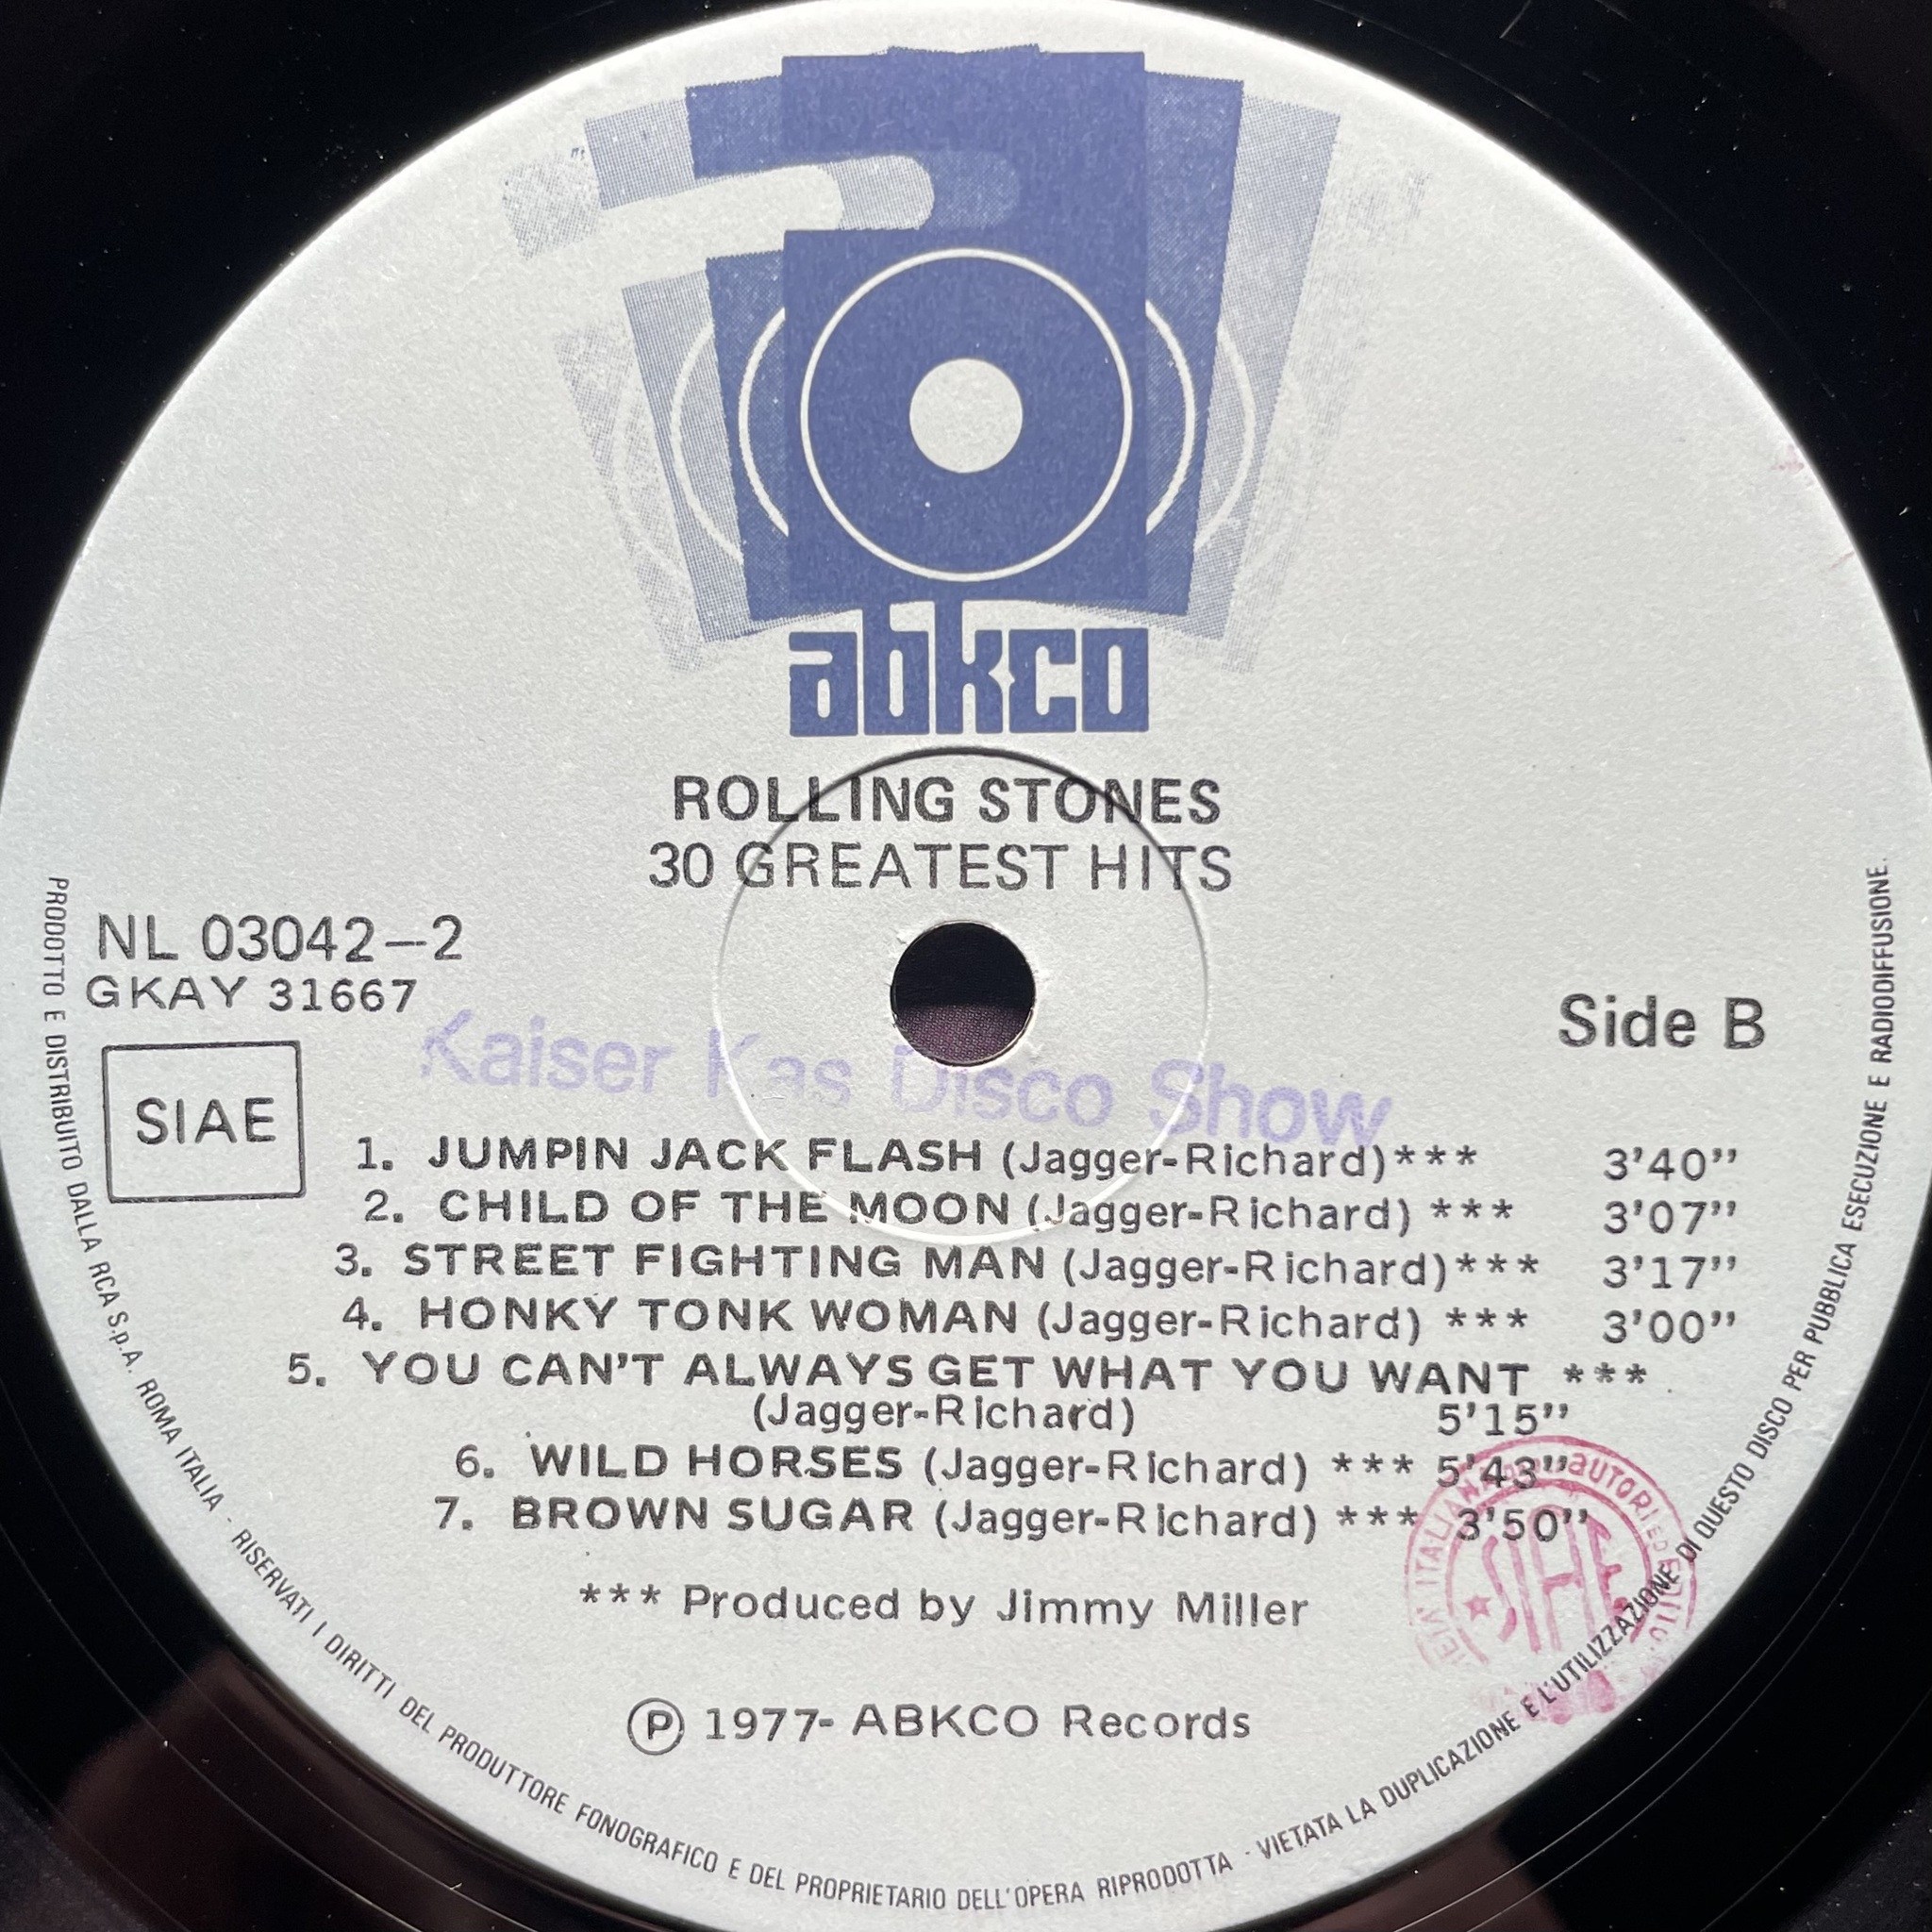 abkco
ROLLING STONES
30 GREATEST HITS
NL 03042-2
GKAY 31667
Side B
SIAE
Kaiser Kas Disco Show
1. JUMPIN JACK FLASH (Jagger-Richard)*** 3'40''
2. CHILD OF THE MOON (Jagger-Richard) *** 3'07''
3. STREET FIGHTING MAN (Jagger-Richard)*** 3'17''
4. HONKY TONK WOMAN (Jagger-Richard) *** 3'00''
5. YOU CAN'T ALWAYS GET WHAT YOU WANT ***
(Jagger-Richard) 5'15''
6. WILD HORSES (Jagger-Richard) *** 5'43''
7. BROWN SUGAR (Jagger-Richard) *** 3'50''
*** Produced by Jimmy Miller
℗ 1977- ABKCO Records
PRODOTTO E DISTRIBUITO DALLA RCA S.p.A. ROMA ITALIA - RISERVATI I DIRITTI DEL PRODUTTORE FONOGRAFICO E DEL PROPRIETARIO DELL'OPERA RIPRODOTTA - VIETATA LA DUPLICAZIONE E L'UTILIZZAZIONE DI QUESTO DISCO PER PUBBLICA ESECUZIONE E RADIODIFFUSIONE.
ITALIANA AUTORI ED
SIAE